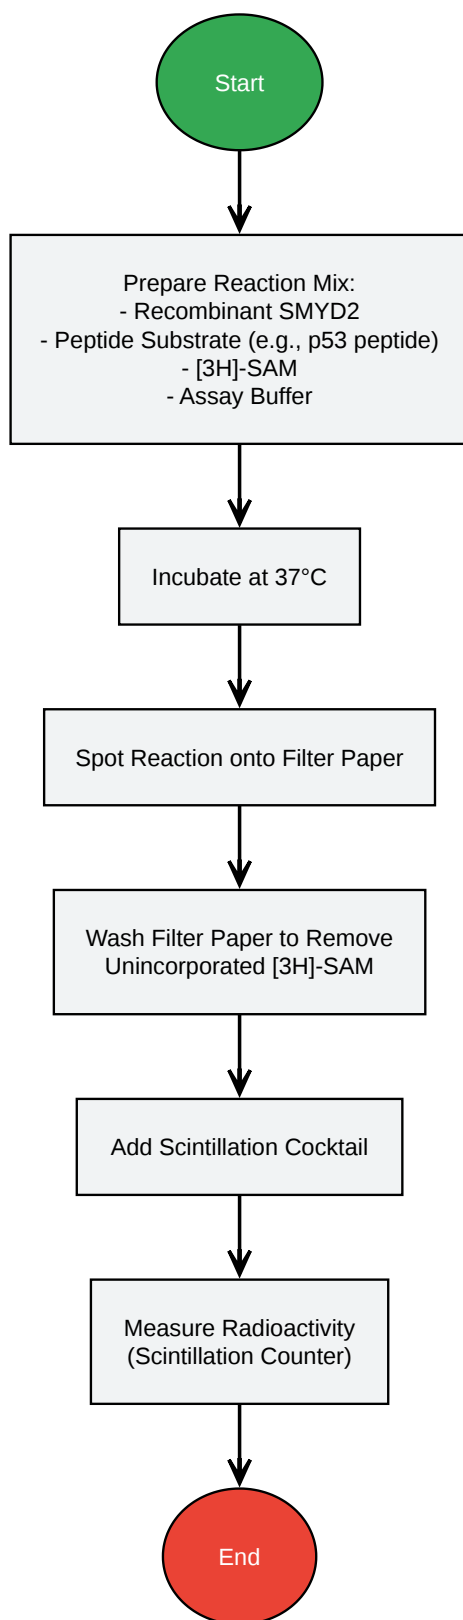 Start
Prepare Reaction Mix:
- Recombinant SMYD2
- Peptide Substrate (e.g., p53 peptide)
- [3H]-SAM
- Assay Buffer
Incubate at 37°C
Spot Reaction onto Filter Paper
Wash Filter Paper to Remove
Unincorporated [3H]-SAM
Add Scintillation Cocktail
Measure Radioactivity
(Scintillation Counter)
End